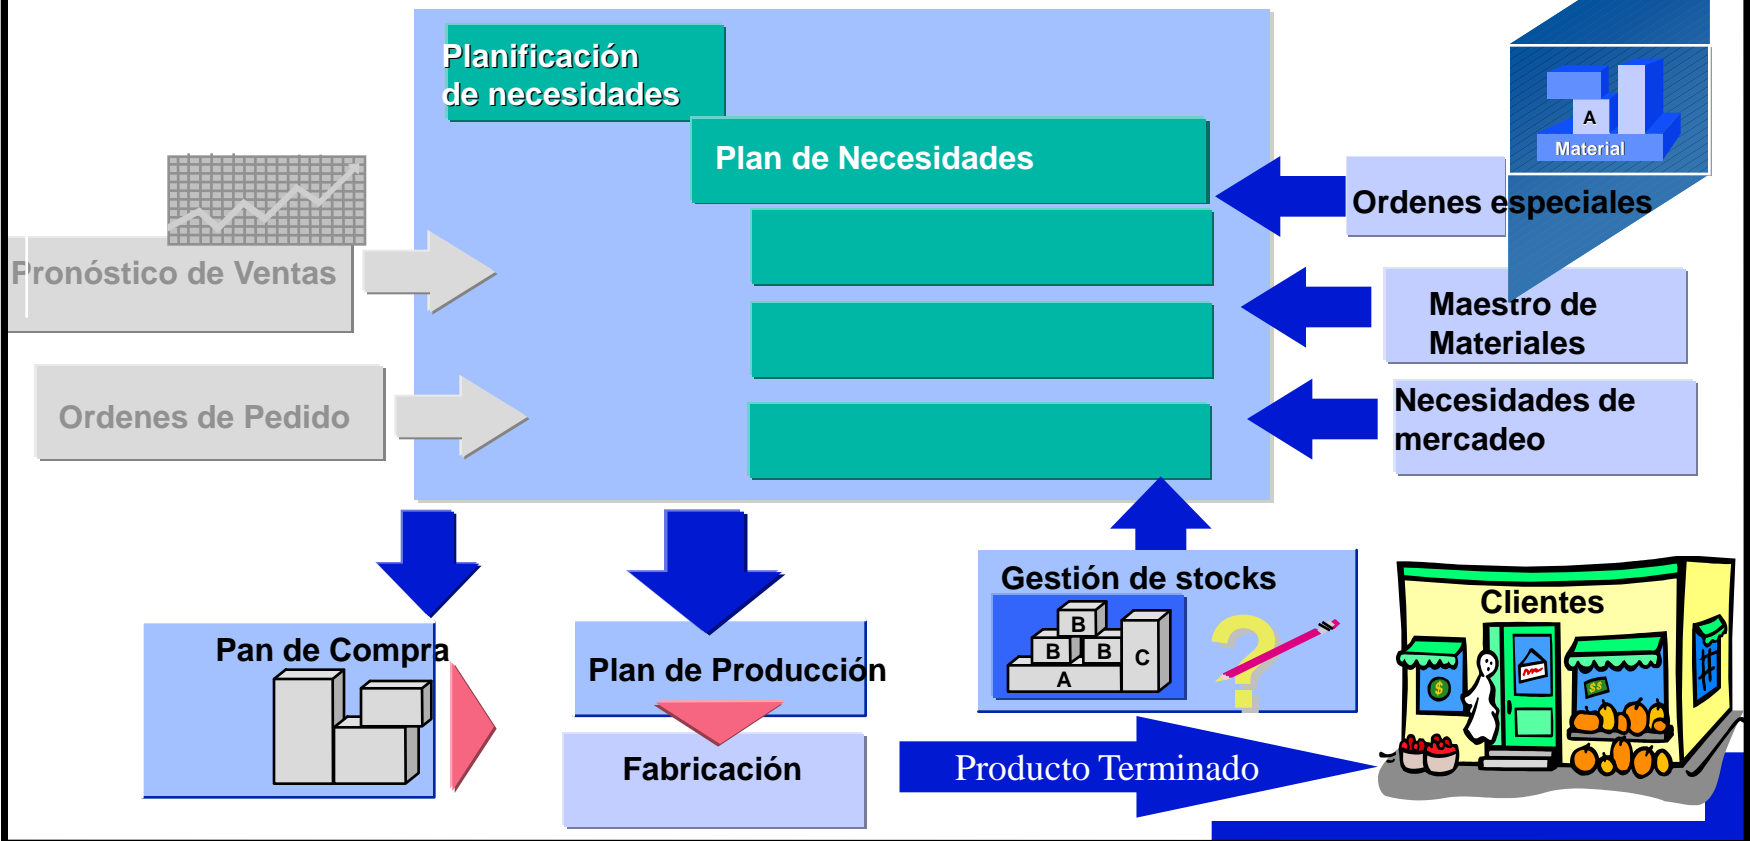 Planificación
de necesidades
Plan de Necesidades
A
Material
Ordenes especiales
Pronóstico de Ventas
Maestro de
Materiales
Ordenes de Pedido
Necesidades de
mercadeo
Gestión de stocks
B
B B
A
C
?
Clientes
$
$$
Pan de Compra
Plan de Producción
Fabricación
Producto Terminado